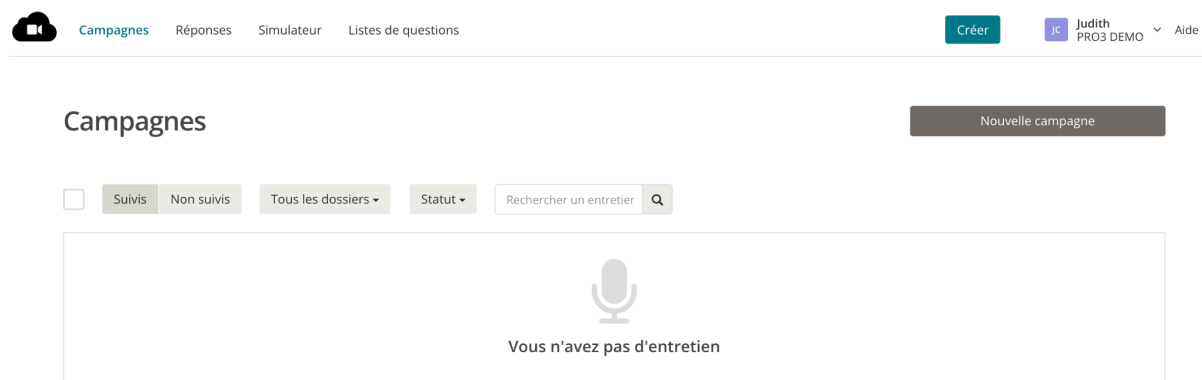 Campagnes Réponses Simulateur Listes de questions Créer JC Judith Aide
PRO3 DEMO
Campagnes Nouvelle campagne
Suivis Non suivis Tous les dossiers Statut Rechercher un entretier
Vous n'avez pas d'entretien